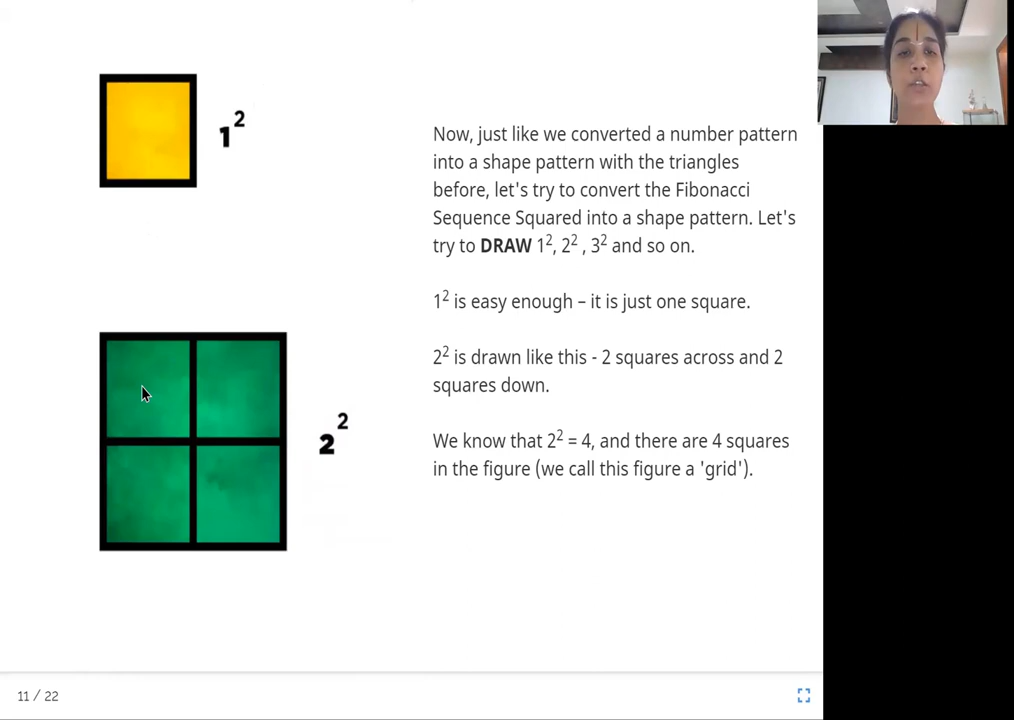 1²
Now, just like we converted a number pattern
into a shape pattern with the triangles
before, let's try to convert the Fibonacci
Sequence Squared into a shape pattern. Let's
try to DRAW 1², 2² , 3² and so on.
1² is easy enough – it is just one square.
2² is drawn like this - 2 squares across and 2
squares down.
2²
We know that 2² = 4, and there are 4 squares
in the figure (we call this figure a 'grid').
11 / 22